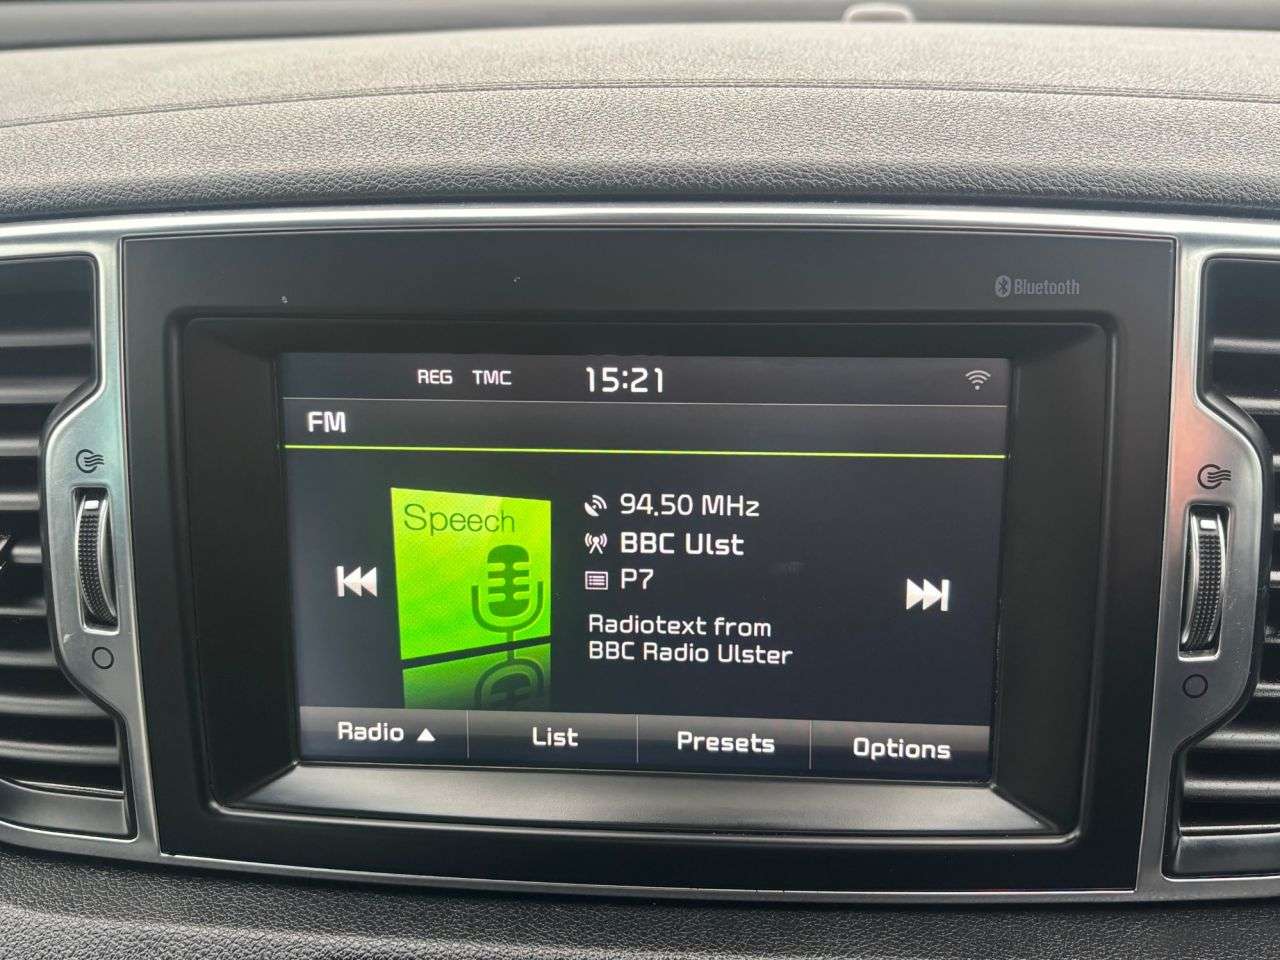 Bluetooth
REG TMC 15:21
FM
Speech
94.50 MHz
BBC Ulst
P7
Radiotext from
BBC Radio Ulster
Radio List Presets Options